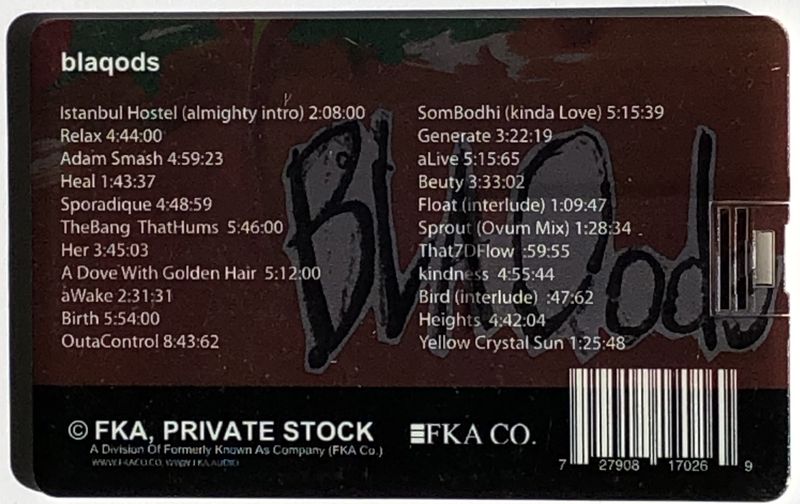 blaqods
Istanbul Hostel (almighty intro) 2:08:00
Relax 4:44:00
Adam Smash 4:59:23
Heal 1:43:37
Sporadique 4:48:59
TheBang ThatHums 5:46:00
Her 3:45:03
A Dove With Golden Hair 5:12:00
aWake 2:31:31
Birth 5:54:00
OutaControl 8:43:62
SomBodhi (kinda Love) 5:15:39
Generate 3:22:19
aLive 5:15:65
Beuty 3:33:02
Float (interlude) 1:09:47
Sprout (Ovum Mix) 1:28:34
That7DFlow :59:55
kindness 4:55:44
Bird (interlude) :47:62
Heights 4:42:04
Yellow Crystal Sun 1:25:48
BLAQods
© FKA, PRIVATE STOCK
A Division Of Formerly Known As Company (FKA Co.)
WWW.FKACO.CO, WWW.FKA.AUDIO
FKA CO.
7 27908 17026 9